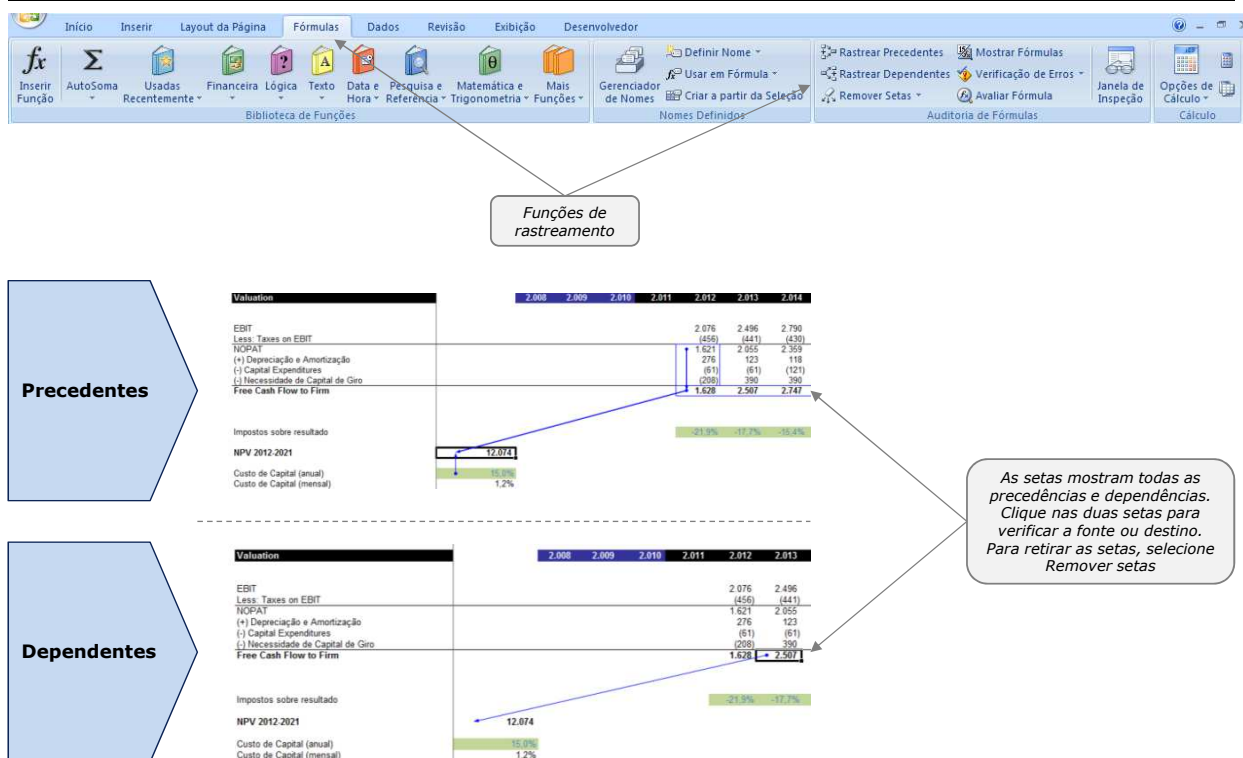 Início Inserir Layout da Página Fórmulas Dados Revisão Exibição Desenvolvedor
Inserir Função
AutoSoma
Usadas Recentemente
Financeira
Lógica
Texto
Data e Hora
Pesquisa e Referência
Matemática e Trigonometria
Mais Funções
Biblioteca de Funções
Gerenciador de Nomes
Definir Nome
Usar em Fórmula
Criar a partir da Seleção
Nomes Definidos
Rastrear Precedentes
Rastrear Dependentes
Remover Setas
Mostrar Fórmulas
Verificação de Erros
Avaliar Fórmula
Janela de Inspeção
Auditoria de Fórmulas
Opções de Cálculo
Cálculo
Funções de
rastreamento
Precedentes
Valuation 2.008 2.009 2.010 2.011 2.012 2.013 2.014
EBIT 2.076 2.496 2.790
Less: Taxes on EBIT (456) (441) (430)
NOPAT 1.621 2.055 2.359
(+) Depreciação e Amortização 276 123 118
(-) Capital Expenditures (61) (61) (121)
(-) Necessidade de Capital de Giro (208) 390 390
Free Cash Flow to Firm 1.628 2.507 2.747
Impostos sobre resultado -21,9% -17,7% -15,4%
NPV 2012-2021 12.074
Custo de Capital (anual) 15,0%
Custo de Capital (mensal) 1,2%
As setas mostram todas as
precedências e dependências.
Clique nas duas setas para
verificar a fonte ou destino.
Para retirar as setas, selecione
Remover setas
Dependentes
Valuation 2.008 2.009 2.010 2.011 2.012 2.013
EBIT 2.076 2.496
Less: Taxes on EBIT (456) (441)
NOPAT 1.621 2.055
(+) Depreciação e Amortização 276 123
(-) Capital Expenditures (61) (61)
(-) Necessidade de Capital de Giro (208) 390
Free Cash Flow to Firm 1.628 2.507
Impostos sobre resultado -21,9% -17,7%
NPV 2012-2021 12.074
Custo de Capital (anual) 15,0%
Custo de Capital (mensal) 1,2%